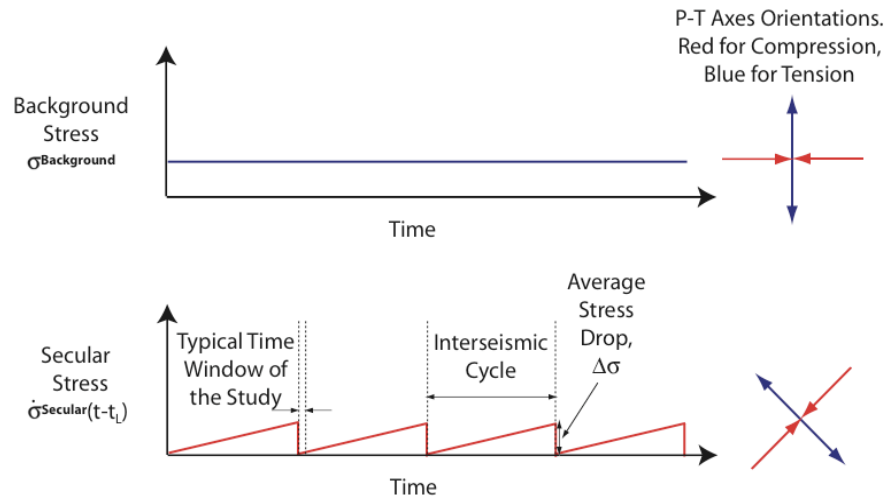 P-T Axes Orientations.
Red for Compression,
Blue for Tension
Background
Stress
σBackground
Time
Average
Stress
Drop,
Δσ
Typical Time
Window of
the Study
Interseismic
Cycle
Secular
Stress
σ̇Secular(t-tL)
Time